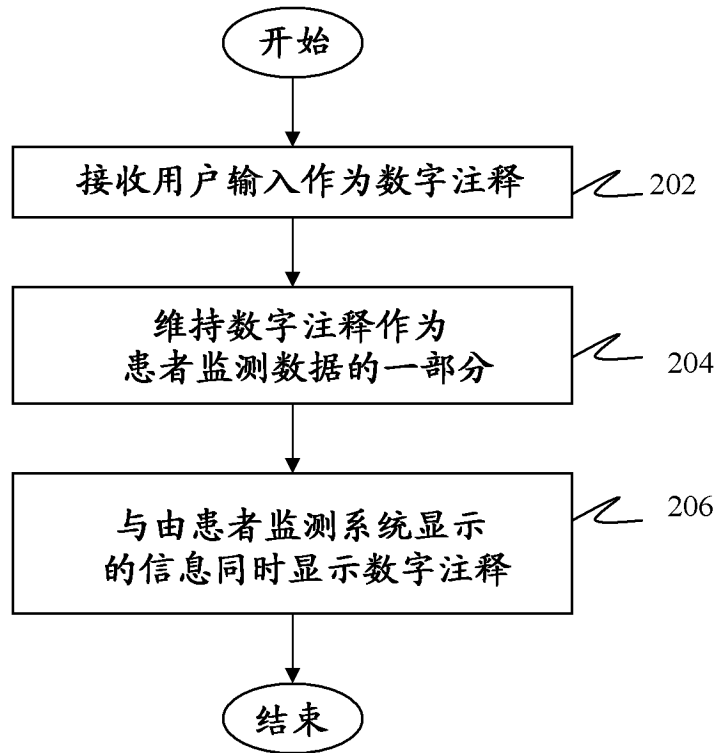 开始
接收用户输入作为数字注释
202
维持数字注释作为
患者监测数据的一部分
204
与由患者监测系统显示
的信息同时显示数字注释
206
结束